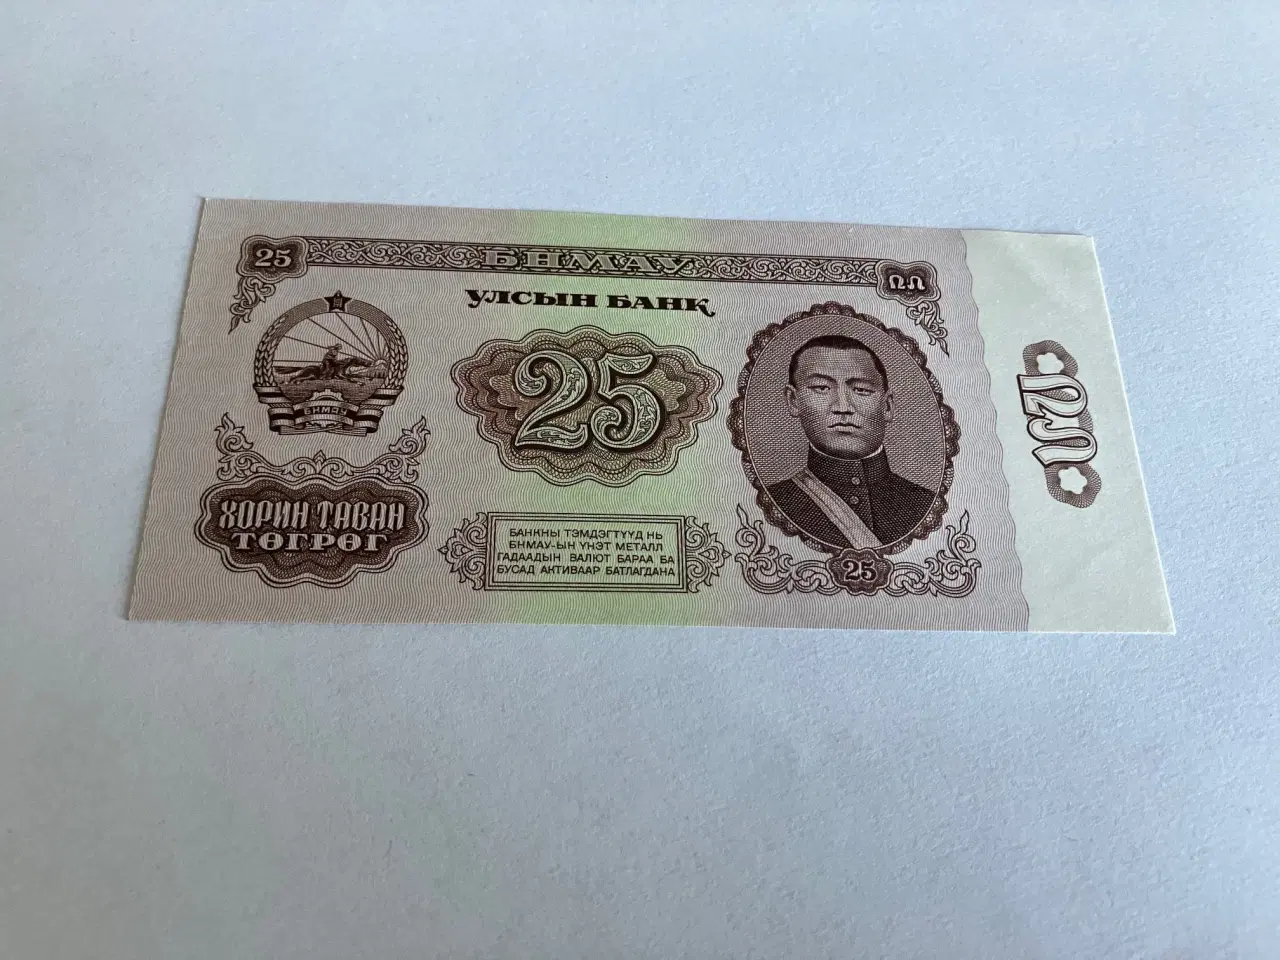 25 БНМАУ
УЛСЫН БАНК
25
БНМАУ
ХОРИН ТАВАН
ТӨГРӨГ
БАНКНЫ ТЭМДЭГТҮҮД НЬ
БНМАУ-ЫН ҮНЭТ МЕТАЛЛ
ГАДААДЫН ВАЛЮТ БАРАА БА
БУСАД АКТИВААР БАТЛАГДАНА
25